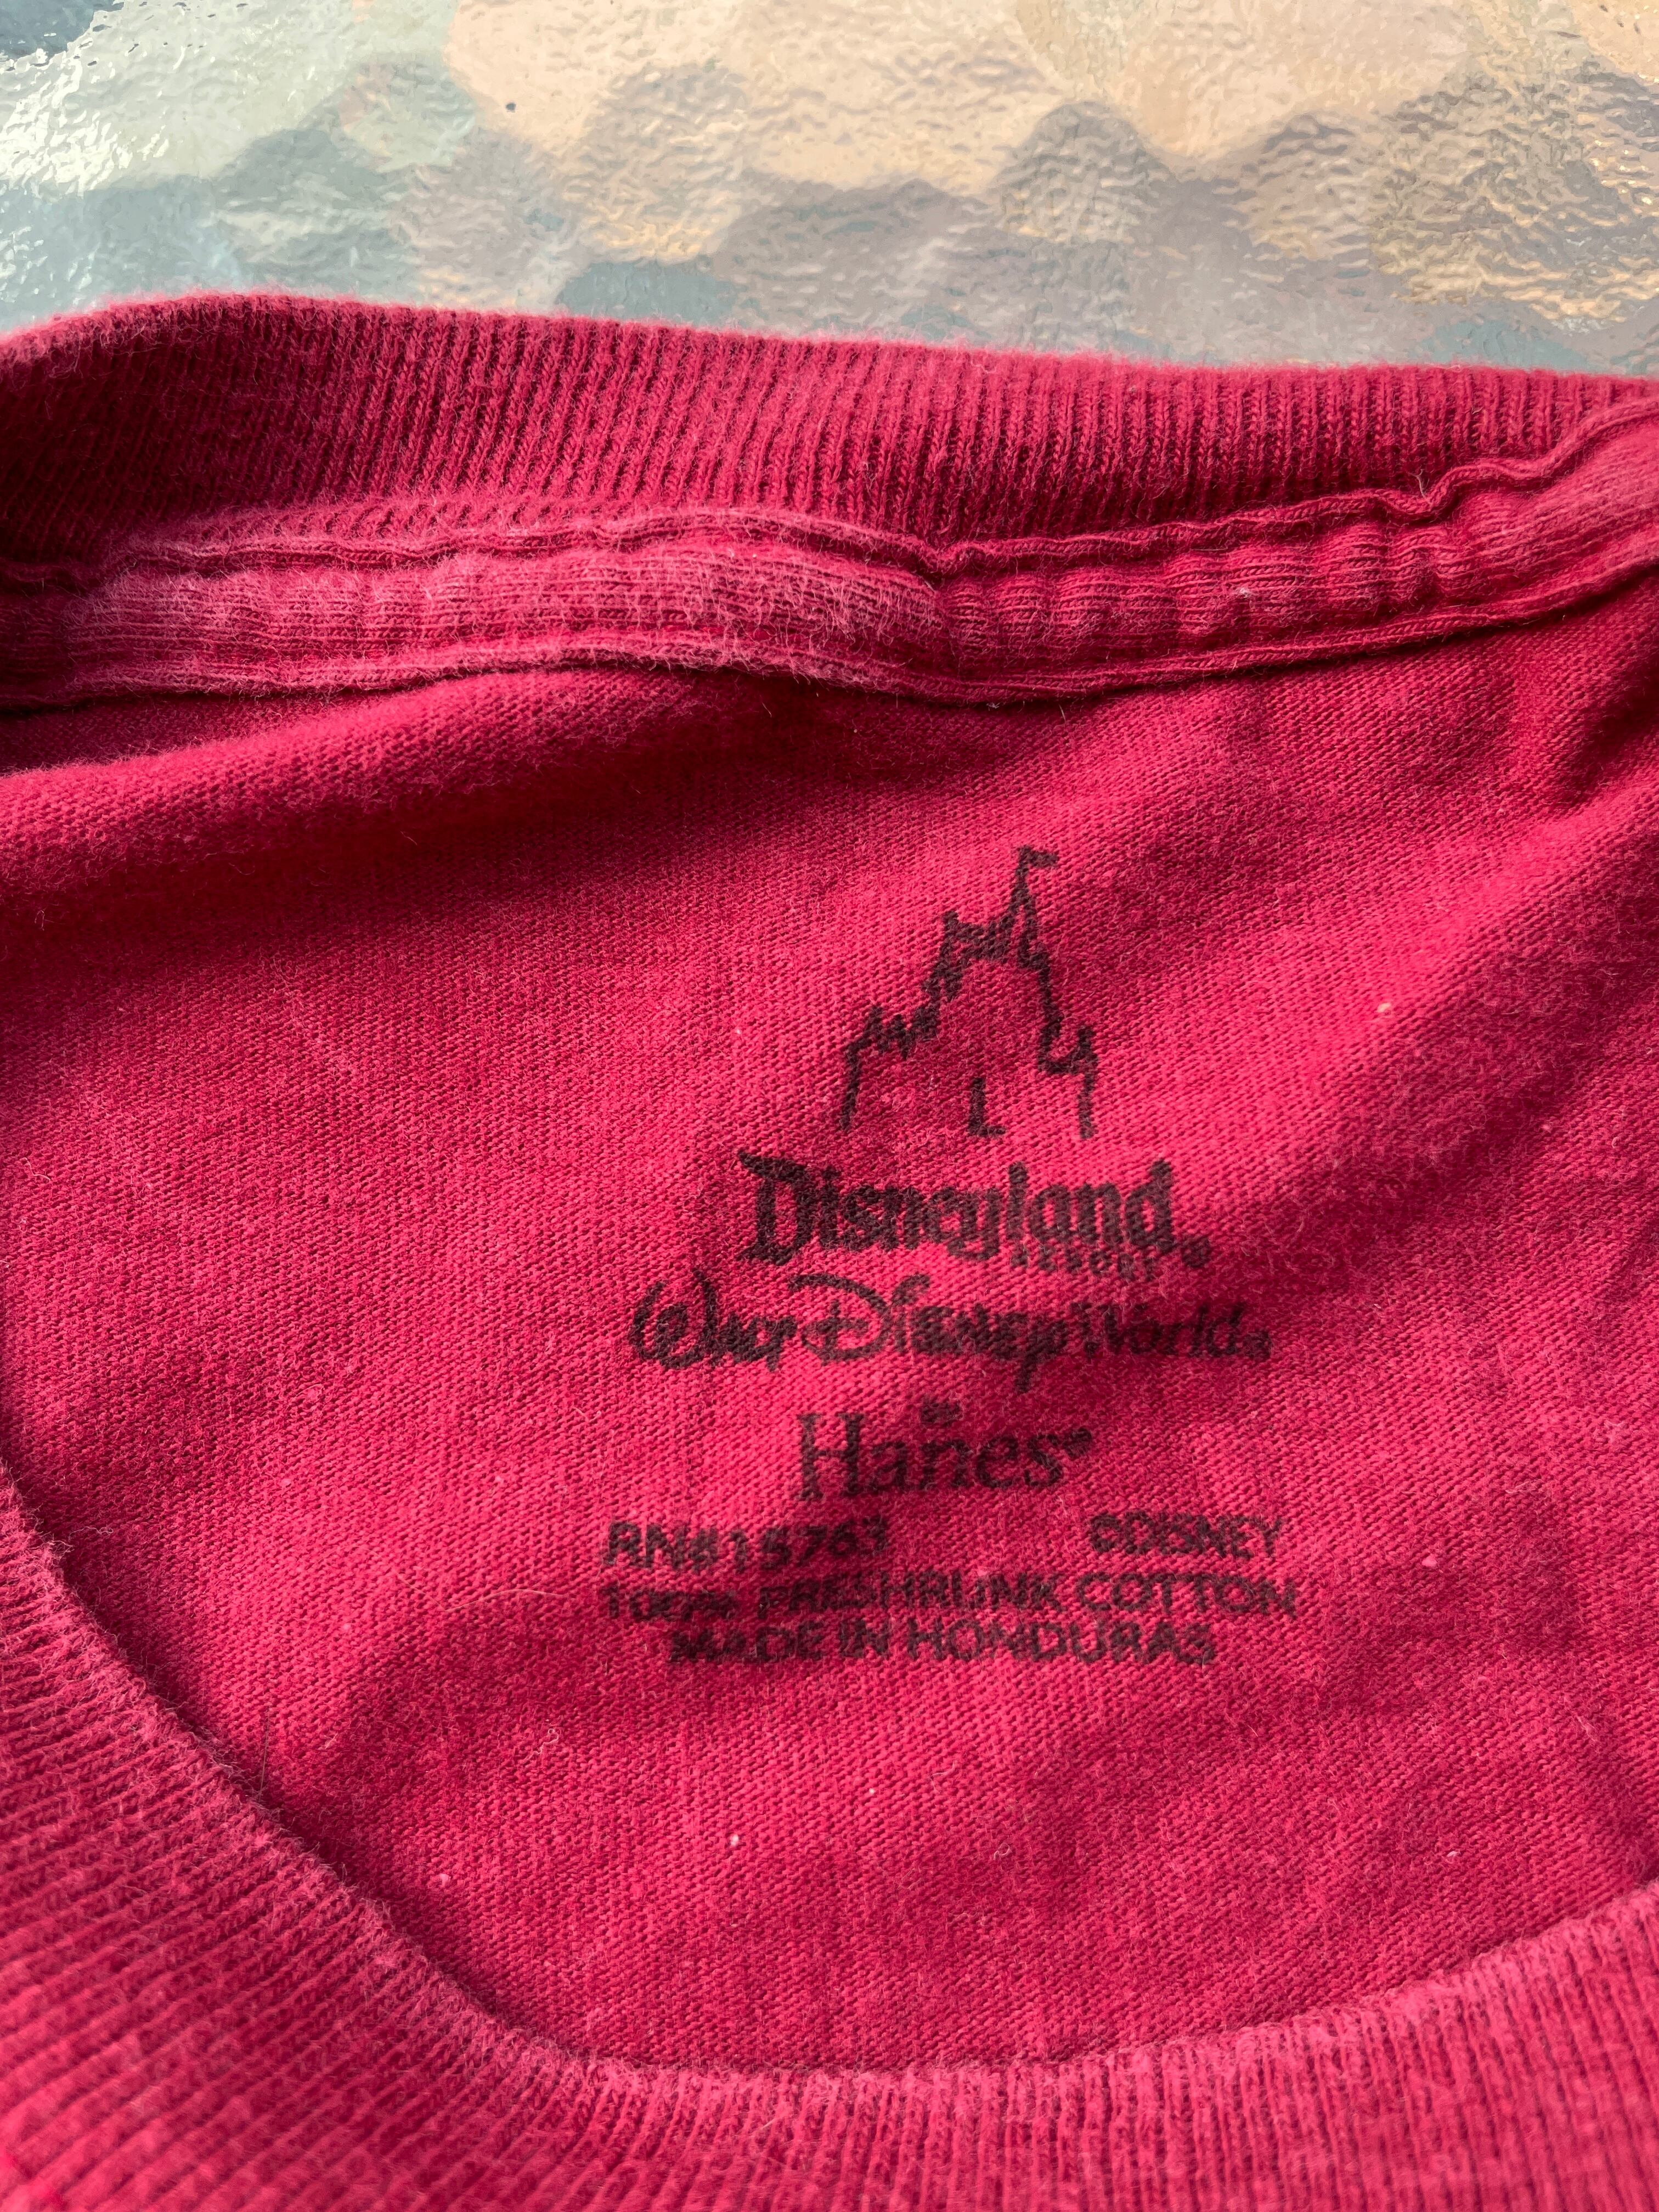 L
Disneyland®
RESORT
Walt Disney World®
Hanes®
RN#15763 ©DISNEY
100% PRESHRUNK COTTON
MADE IN HONDURAS